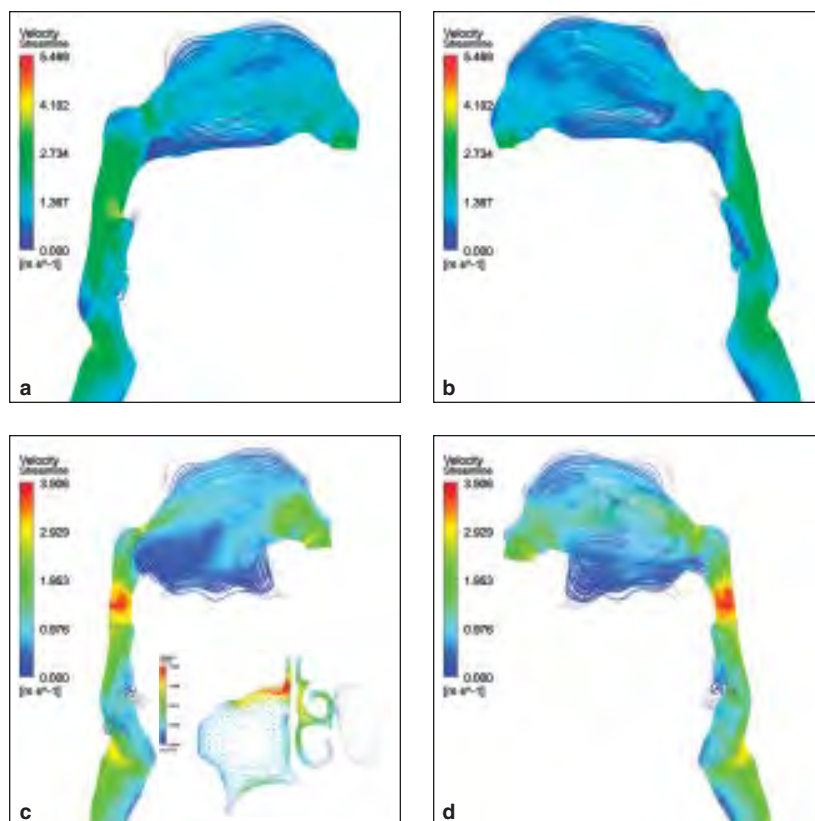 Velocity
Streamline
5.469
4.102
2.734
1.367
0.000
[m s^-1]
a
Velocity
Streamline
5.469
4.102
2.734
1.367
0.000
[m s^-1]
b
Velocity
Streamline
3.906
2.929
1.953
0.976
0.000
[m s^-1]
c
Velocity
Streamline
3.906
2.929
1.953
0.976
0.000
[m s^-1]
d